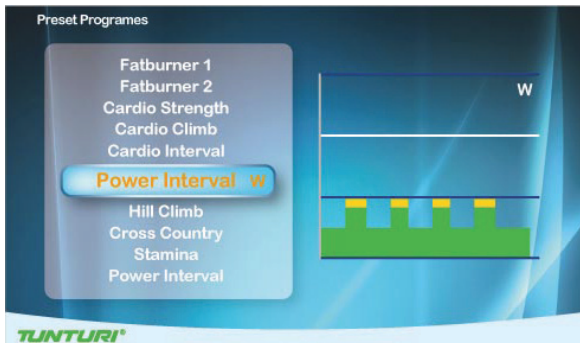 Preset Programes
Fatburner 1
Fatburner 2
Cardio Strength
Cardio Climb
Cardio Interval
Power Interval W
Hill Climb
Cross Country
Stamina
Power Interval
W
TUNTURI®